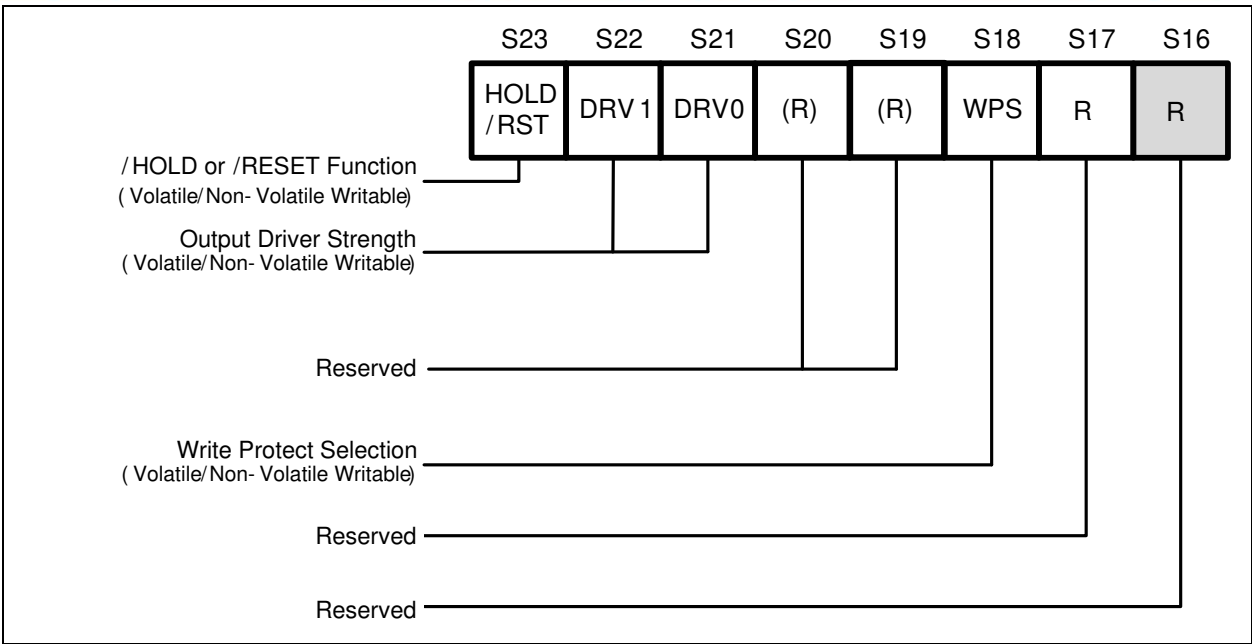 S23 S22 S21 S20 S19 S18 S17 S16
HOLD
/RST
DRV1 DRV0 (R) (R) WPS R R
/HOLD or /RESET Function
(Volatile/Non-Volatile Writable)
Output Driver Strength
(Volatile/Non-Volatile Writable)
Reserved
Write Protect Selection
(Volatile/Non-Volatile Writable)
Reserved
Reserved